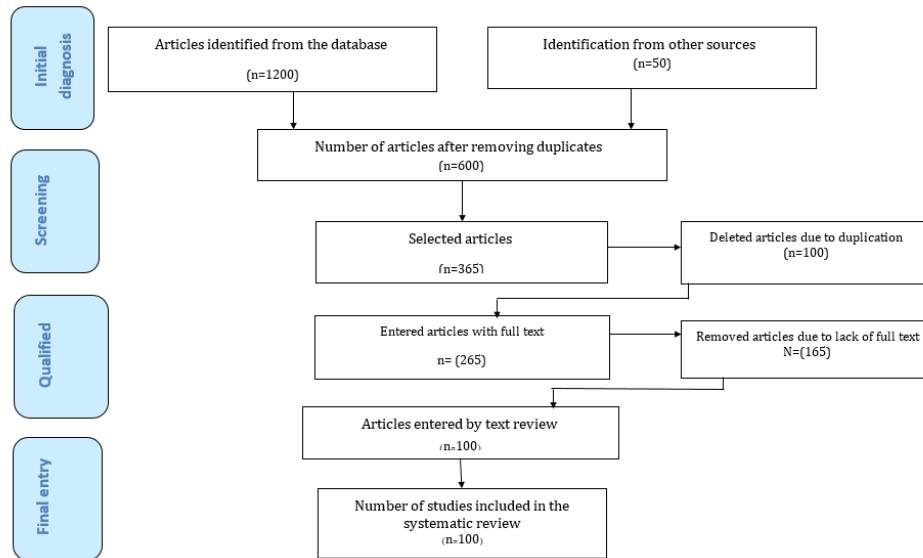 Initial
diagnosis
Articles identified from the database
(n=1200)
Identification from other sources
(n=50)
Number of articles after removing duplicates
(n=600)
Screening
Selected articles
(n=365)
Deleted articles due to duplication
(n=100)
Qualified
Entered articles with full text
n= (265)
Removed articles due to lack of full text
N=(165)
Articles entered by text review
(n=100)
Final entry
Number of studies included in the
systematic review
(n=100)